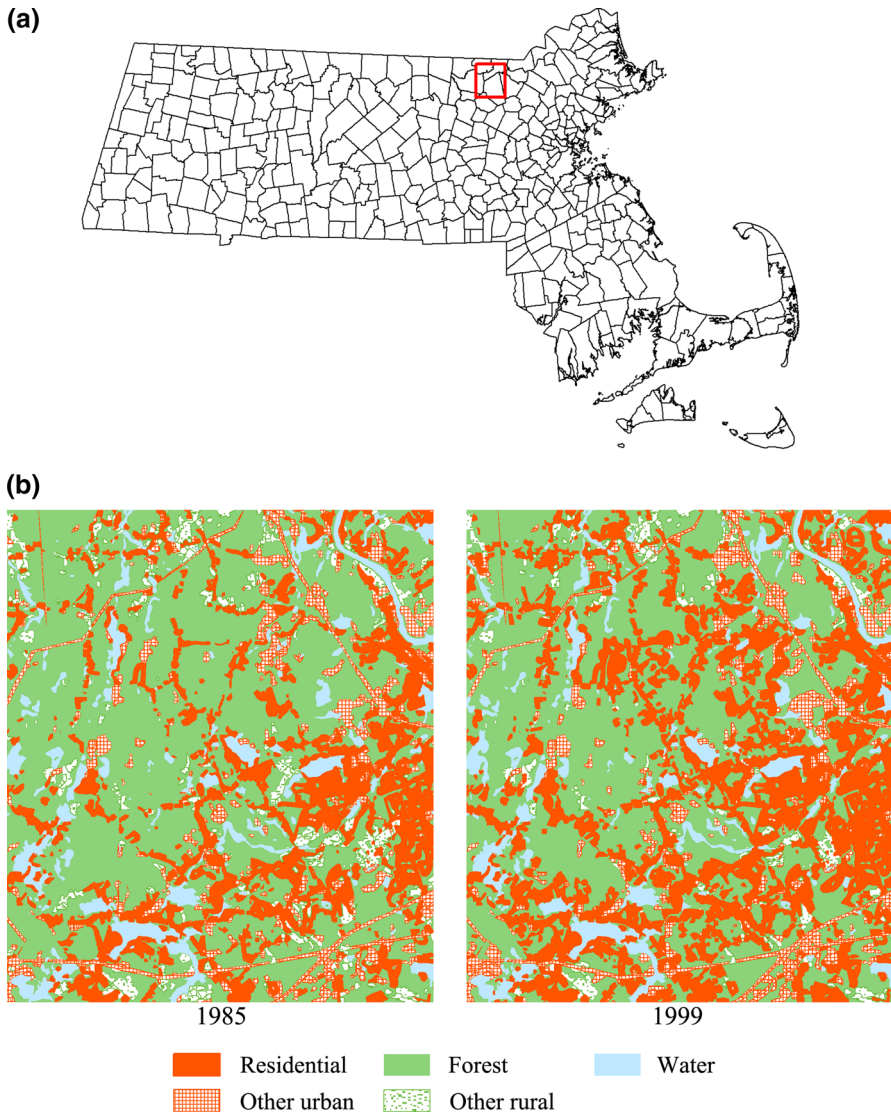 (a)
(b)
1985 1999
Residential Forest Water
Other urban Other rural